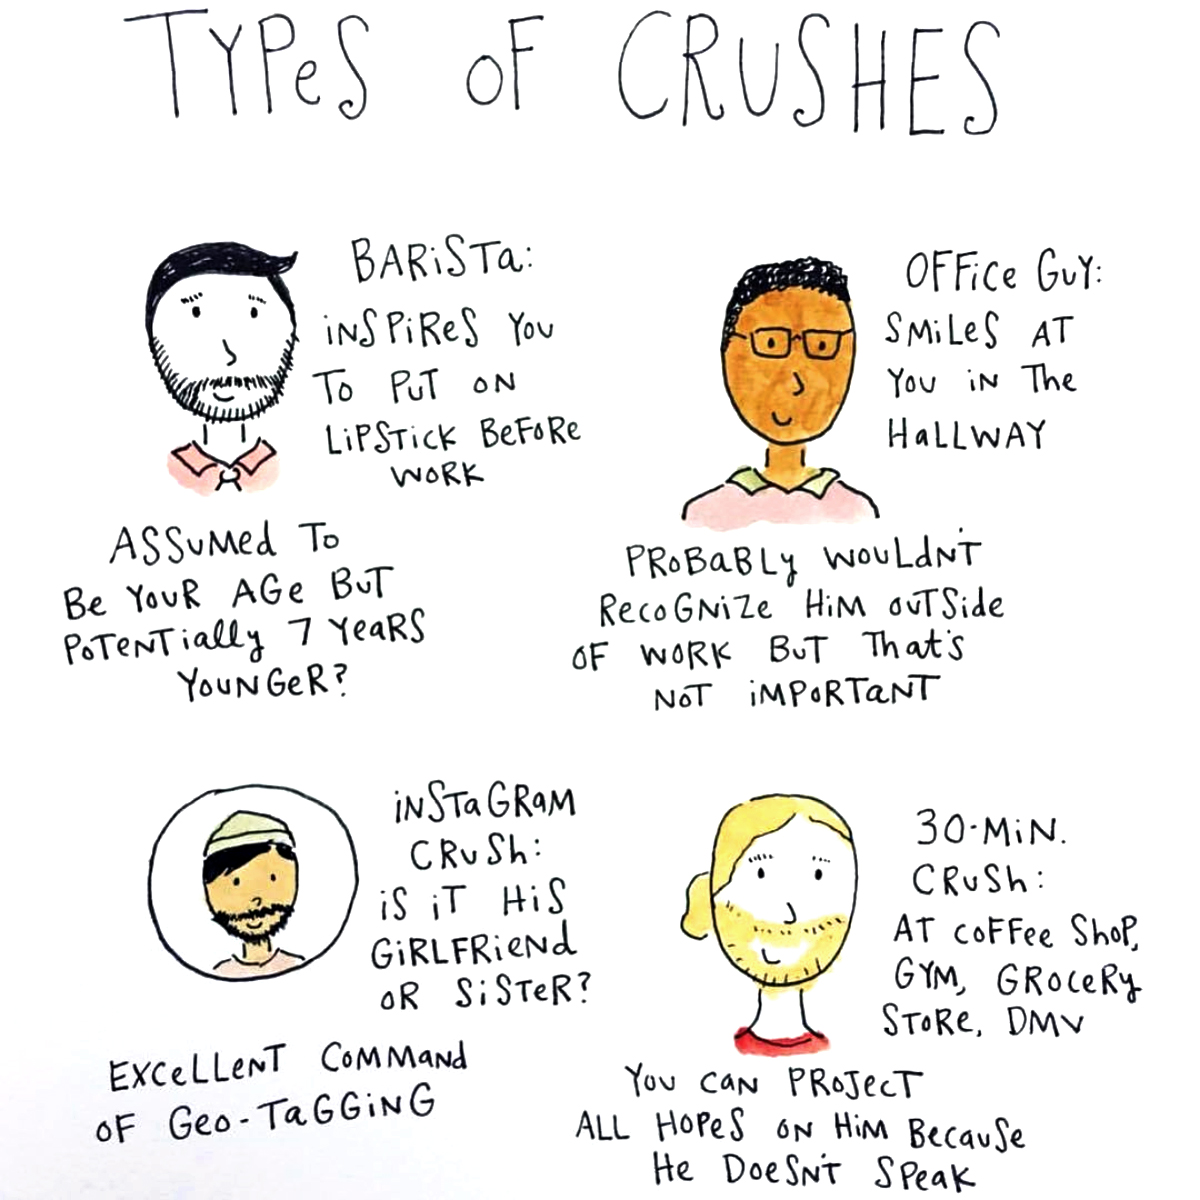 TYPeS oF CRUSHES
BARiSTa:
iNSPiReS You
To PuT oN
LiPSTicK BeFoRe
WoRK
ASSuMed To
Be YouR AGe BuT
PoTeNTially 7 YeaRS
YouNGeR?
OFFice GuY:
SMiLeS AT
You iN The
HaLLWAY
PRoBaBLy WouLdN'T
RecoGNiZe HiM ouTSide
oF WoRK BuT ThaT'S
NoT iMPoRTaNT
iNSTaGRaM
CRuSh:
iS iT HiS
GiRLFRieNd
oR SiSTeR?
EXceLLeNT CoMMaNd
oF Geo-TaGGiNG
30-MiN.
CRuSh:
AT coFFee ShoP,
GYM, GRoceRy
SToRe, DMV
You caN PRoJecT
ALL HoPeS oN HiM Because
He DoeSN'T SPeaK